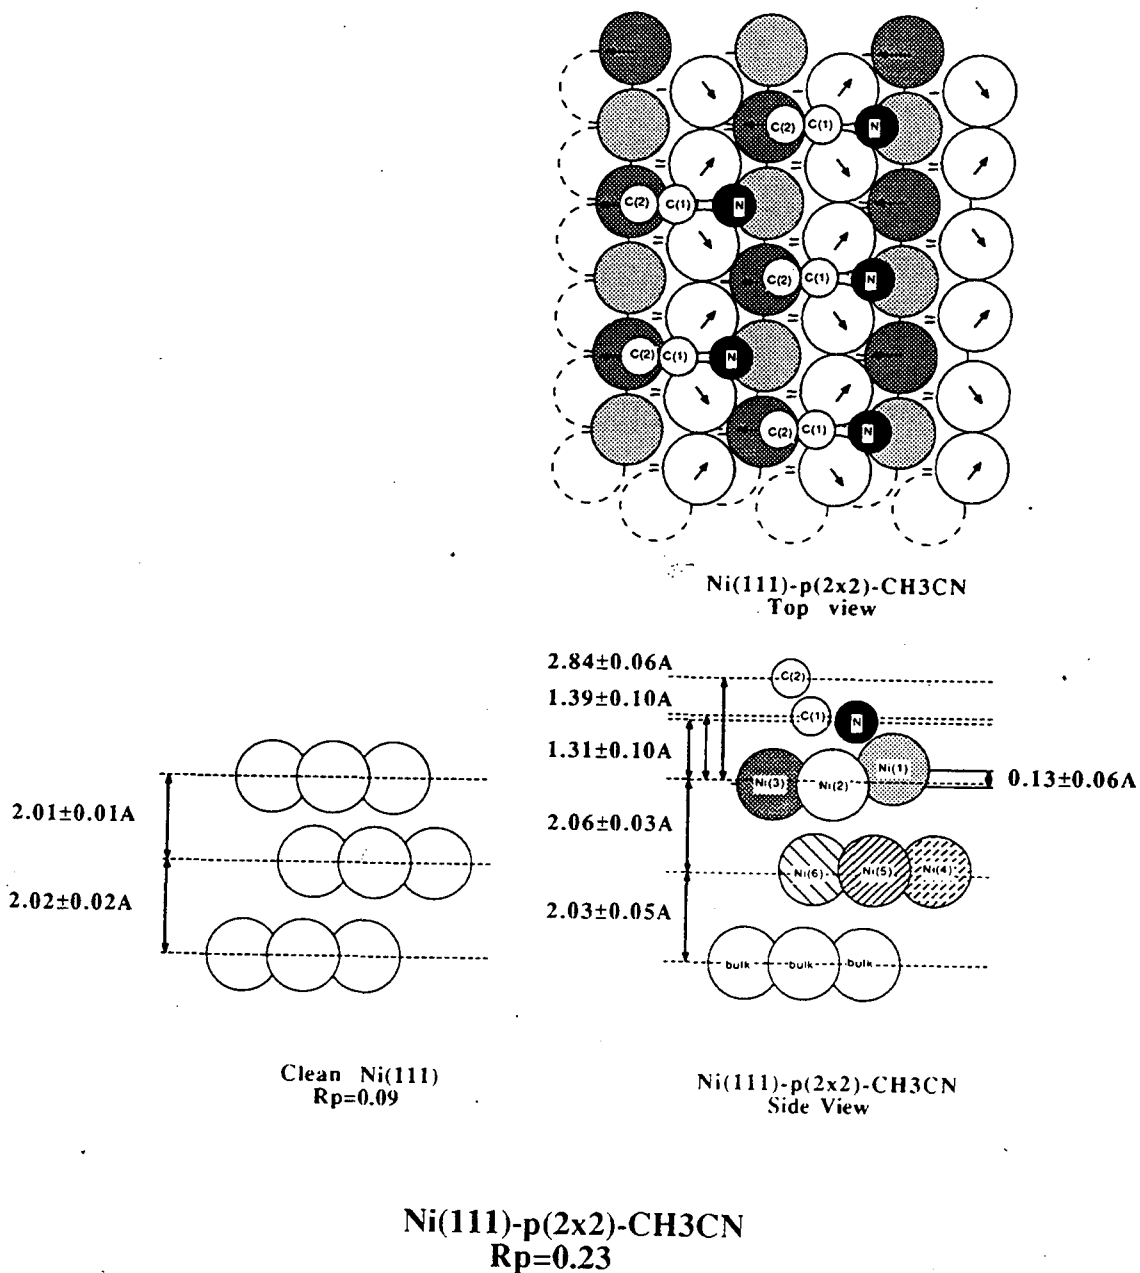 C(2) C(1) N
C(2) C(1) N
C(2) C(1) N
C(2) C(1) N
C(2) C(1) N
Ni(111)-p(2x2)-CH3CN
Top view
2.84±0.06A
C(2)
1.39±0.10A
C(1) N
1.31±0.10A
Ni(3) Ni(2) Ni(1)
0.13±0.06A
2.06±0.03A
Ni(6) Ni(5) Ni(4)
2.03±0.05A
bulk bulk bulk
2.01±0.01A
2.02±0.02A
Clean Ni(111)
Rp=0.09
Ni(111)-p(2x2)-CH3CN
Side View
Ni(111)-p(2x2)-CH3CN
Rp=0.23